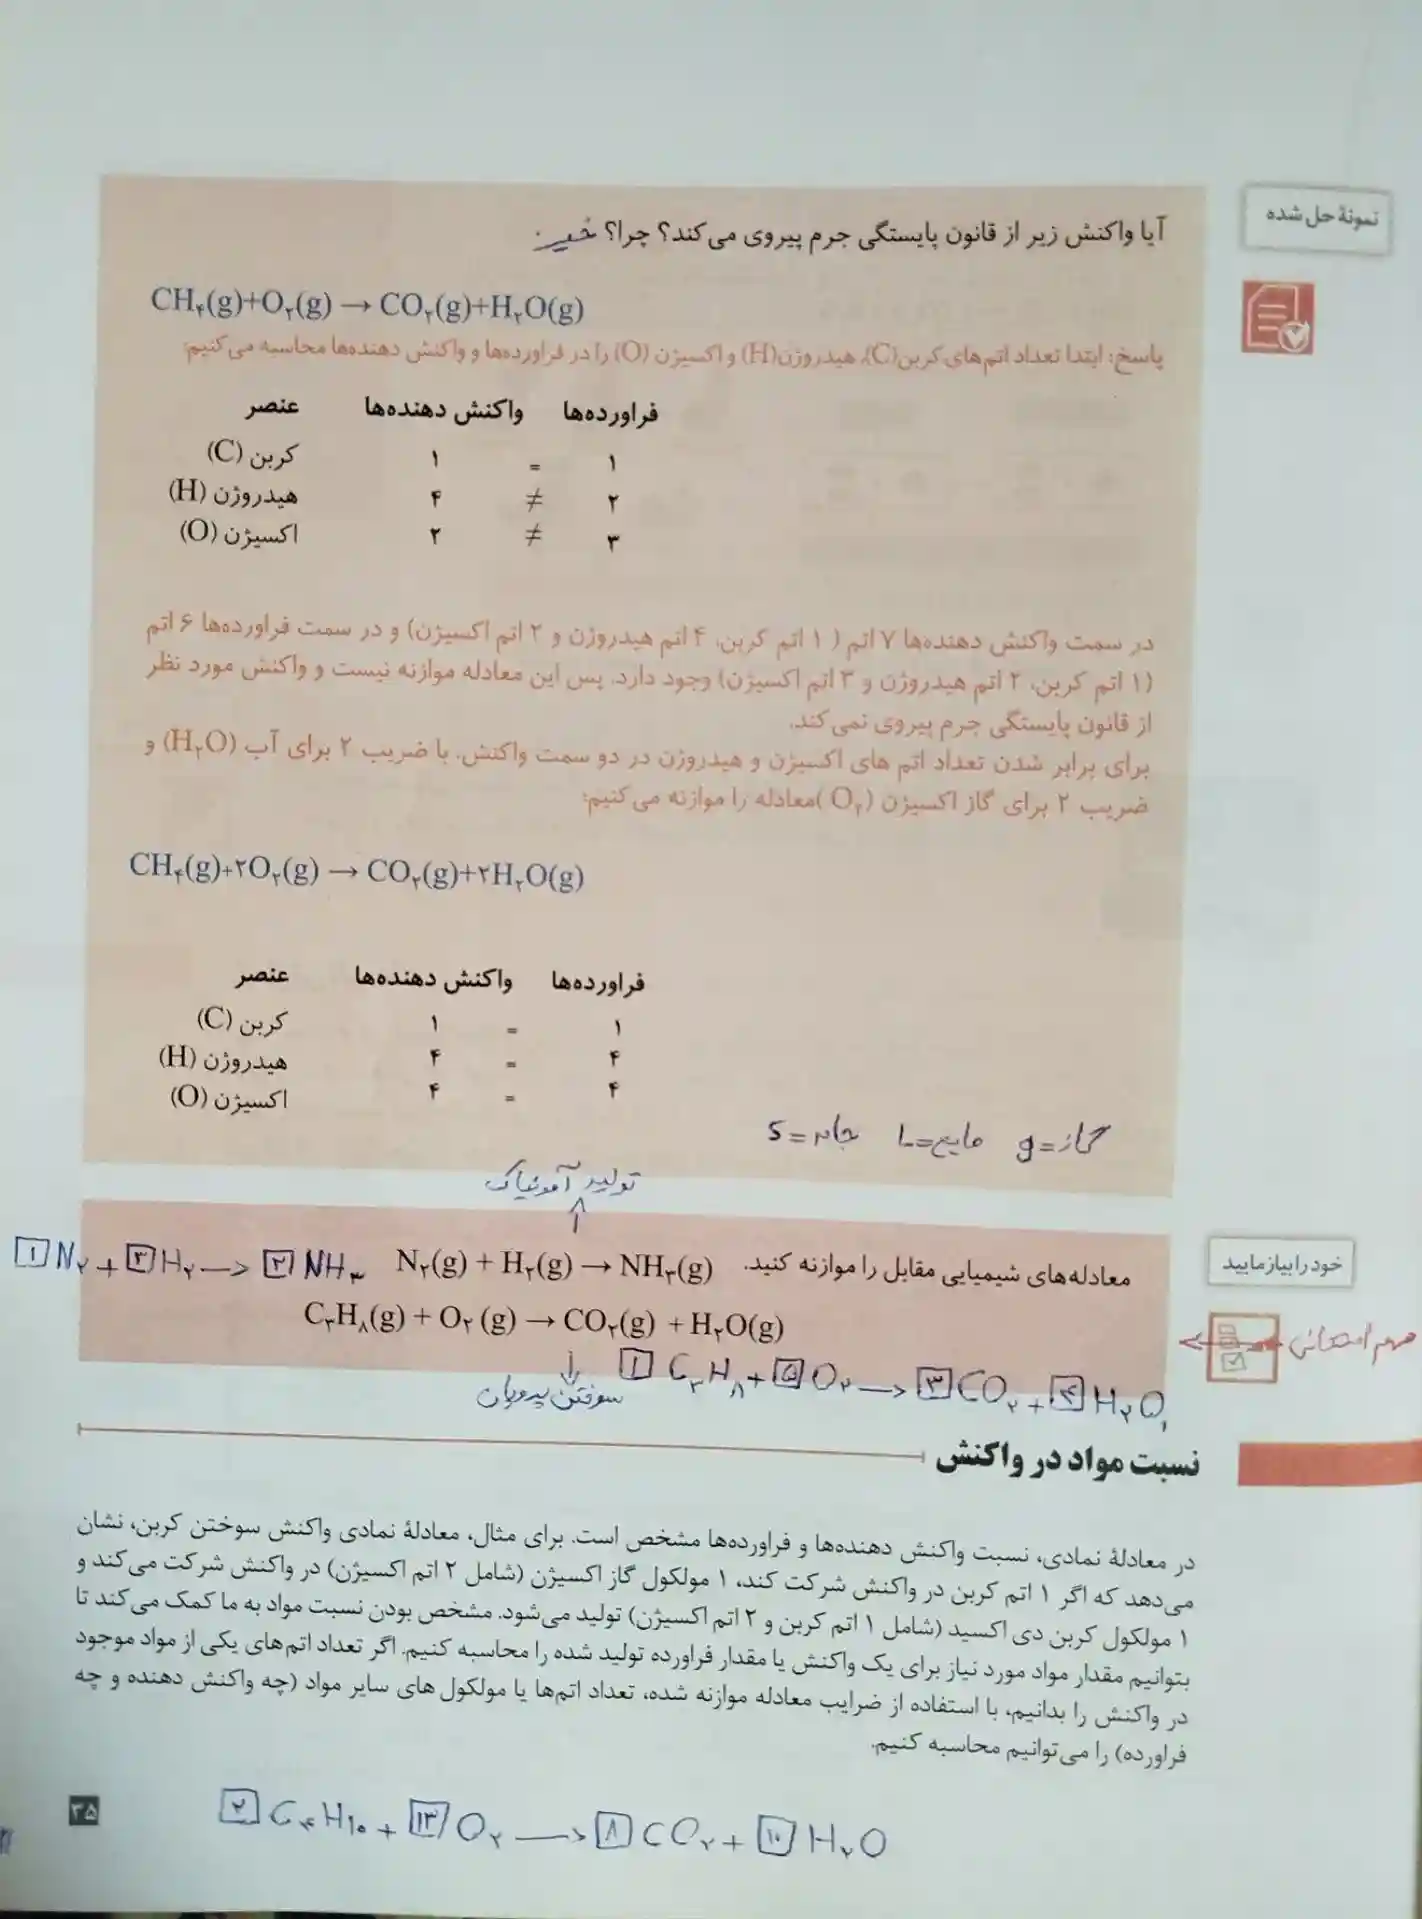 نمونهٔ حل شده
آیا واکنش زیر از قانون پایستگی جرم پیروی می‌کند؟ چرا؟ خیر.
CH۴(g)+O۲(g) → CO۲(g)+H۲O(g)
پاسخ: ابتدا تعداد اتم‌های کربن(C)، هیدروژن(H) و اکسیژن (O) را در فراورده‌ها و واکنش دهنده‌ها محاسبه می‌کنیم:
عنصر واکنش دهنده‌ها فراورده‌ها
کربن (C) ۱ = ۱
هیدروژن (H) ۴ ≠ ۲
اکسیژن (O) ۲ ≠ ۳
در سمت واکنش دهنده‌ها ۷ اتم ( ۱ اتم کربن، ۴ اتم هیدروژن و ۲ اتم اکسیژن) و در سمت فراورده‌ها ۶ اتم
(۱ اتم کربن، ۲ اتم هیدروژن و ۳ اتم اکسیژن) وجود دارد. پس این معادله موازنه نیست و واکنش مورد نظر
از قانون پایستگی جرم پیروی نمی‌کند.
برای برابر شدن تعداد اتم های اکسیژن و هیدروژن در دو سمت واکنش، با ضریب ۲ برای آب (H۲O) و
ضریب ۲ برای گاز اکسیژن (O۲ )معادله را موازنه می‌کنیم:
CH۴(g)+۲O۲(g) → CO۲(g)+۲H۲O(g)
عنصر واکنش دهنده‌ها فراورده‌ها
کربن (C) ۱ = ۱
هیدروژن (H) ۴ = ۴
اکسیژن (O) ۴ = ۴
گاز=g مایع=L جامد=S
تولید آمونیاک
خود را بیازمایید
معادله‌های شیمیایی مقابل را موازنه کنید. N۲(g) + H۲(g) → NH۳(g)
۱ N۲ + ۳ H۲ → ۲ NH۳
C۳H۸(g) + O۲ (g) → CO۲(g) + H۲O(g)
مهم امتحانی
۱ C۳H۸ + ۵ O۲ → ۳ CO۲ + ۴ H۲O۱
سوختن پروپان
نسبت مواد در واکنش
در معادلهٔ نمادی، نسبت واکنش دهنده‌ها و فراورده‌ها مشخص است. برای مثال، معادلهٔ نمادی واکنش سوختن کربن، نشان
می‌دهد که اگر ۱ اتم کربن در واکنش شرکت کند، ۱ مولکول گاز اکسیژن (شامل ۲ اتم اکسیژن) در واکنش شرکت می‌کند و
۱ مولکول کربن دی اکسید (شامل ۱ اتم کربن و ۲ اتم اکسیژن) تولید می‌شود. مشخص بودن نسبت مواد به ما کمک می‌کند تا
بتوانیم مقدار مواد مورد نیاز برای یک واکنش یا مقدار فراورده تولید شده را محاسبه کنیم. اگر تعداد اتم‌های یکی از مواد موجود
در واکنش را بدانیم، با استفاده از ضرایب معادله موازنه شده، تعداد اتم‌ها یا مولکول های سایر مواد (چه واکنش دهنده و چه
فراورده) را می‌توانیم محاسبه کنیم.
۲ C۴H۱۰ + ۱۳ O۲ → ۸ CO۲ + ۱۰ H۲O
۳۵